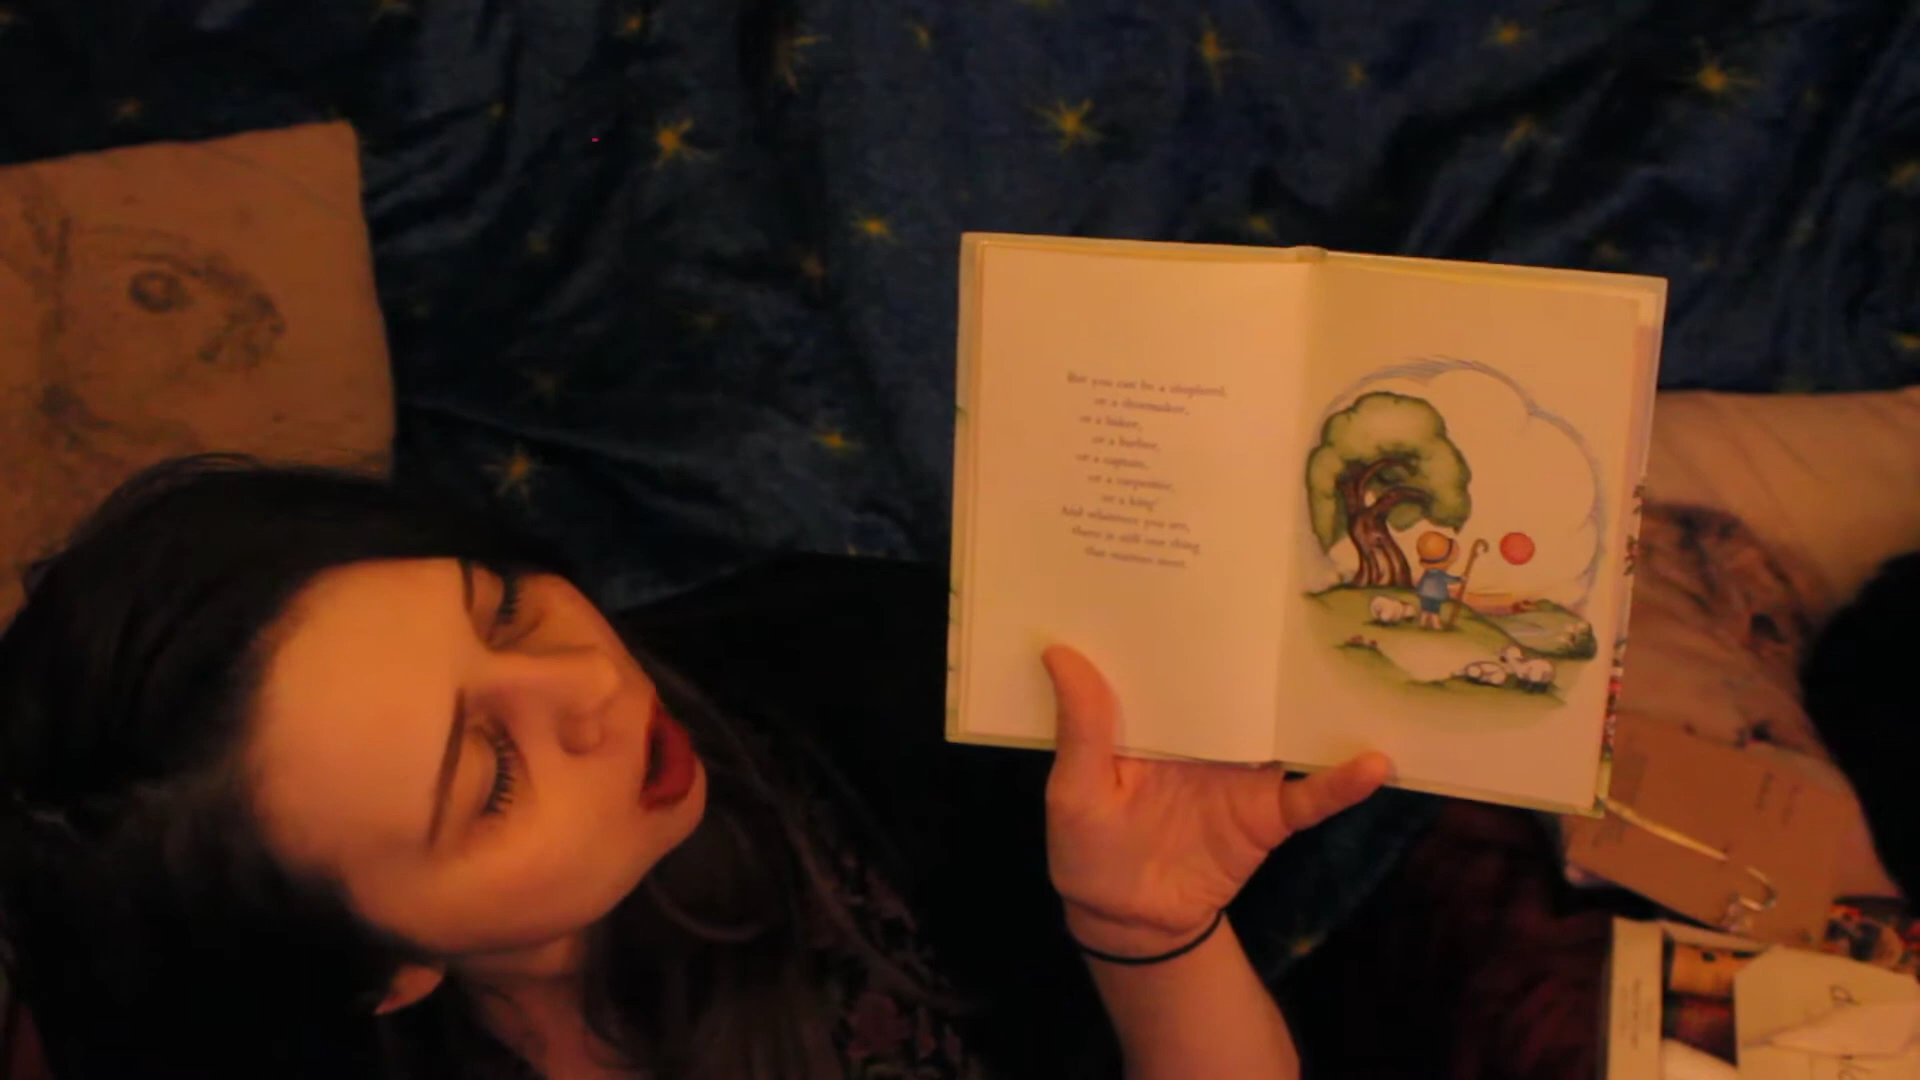 But you can be a shepherd,
or a shoemaker,
or a baker,
or a barber,
or a captain,
or a carpenter,
or a king!
And whatever you are,
there is still one thing
that matters most.